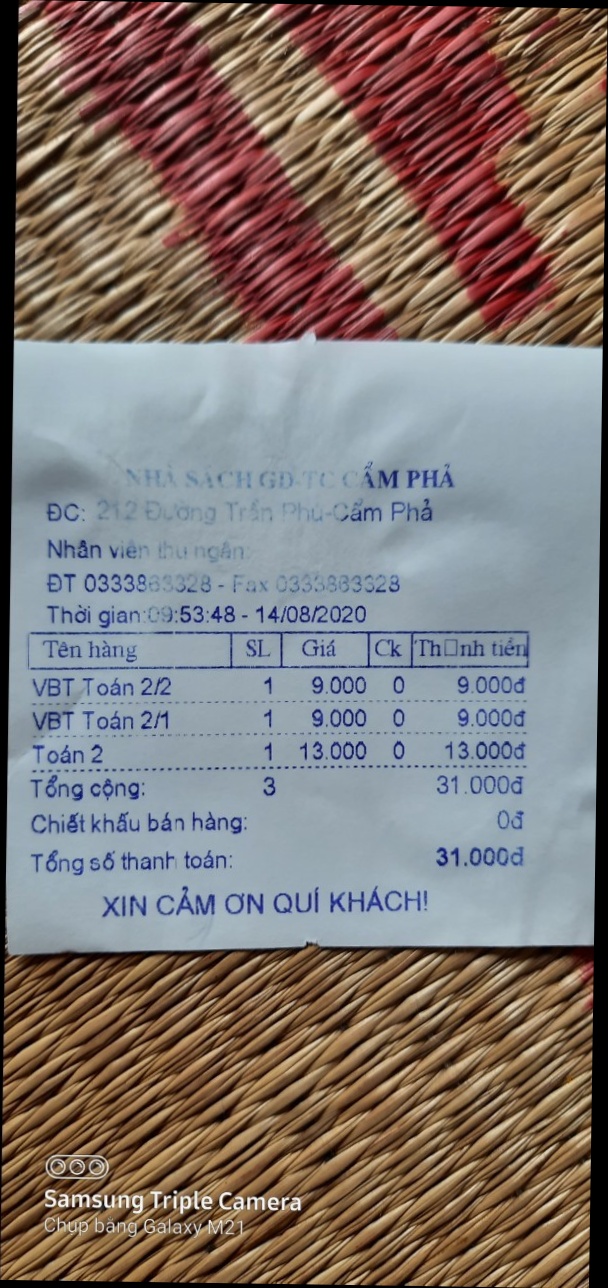 NHÀ SÁCH GD-TC CẨM PHẢ
ĐC: 212 Đường Trần Phú-Cẩm Phả
Nhân viên thu ngân:
ĐT 0333863328 - Fax 0333863328
Thời gian:09:53:48 - 14/08/2020
Tên hàng SL Giá Ck Th□nh tiền
VBT Toán 2/2 1 9.000 0 9.000đ
VBT Toán 2/1 1 9.000 0 9.000đ
Toán 2 1 13.000 0 13.000đ
Tổng cộng: 3 31.000đ
Chiết khấu bán hàng: 0đ
Tổng số thanh toán: 31.000đ
XIN CẢM ƠN QUÍ KHÁCH!
Samsung Triple Camera
Chụp bằng Galaxy M21